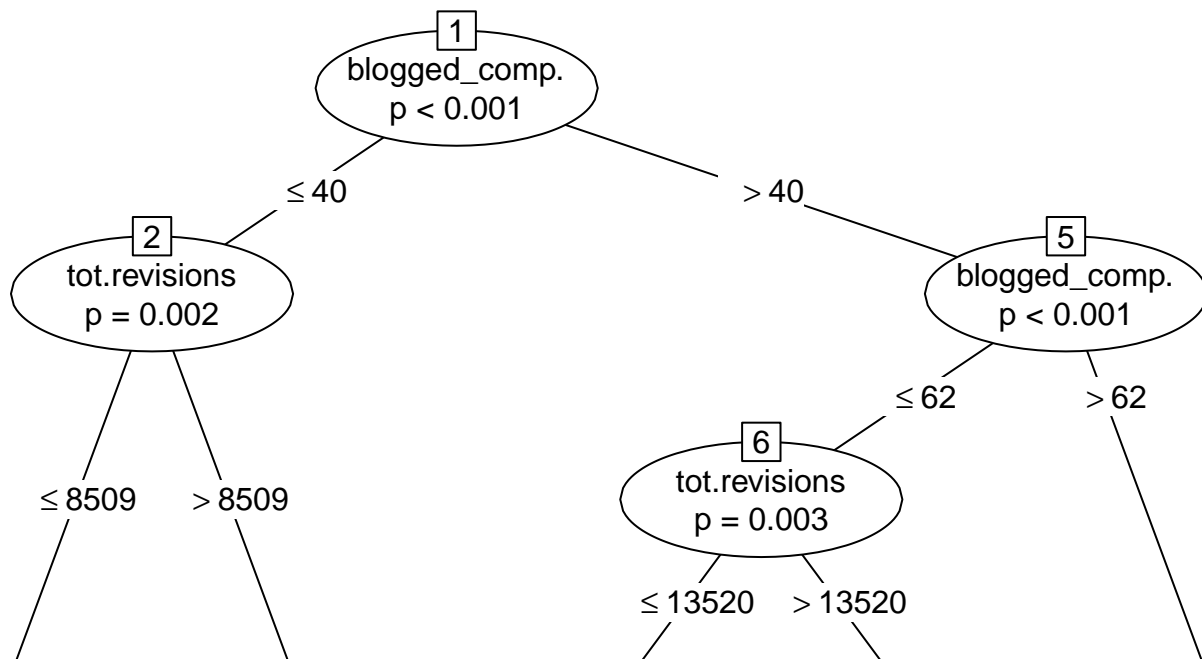 1
blogged_comp.
p < 0.001
≤ 40
> 40
2
tot.revisions
p = 0.002
5
blogged_comp.
p < 0.001
≤ 62
> 62
6
tot.revisions
p = 0.003
≤ 8509
> 8509
≤ 13520
> 13520